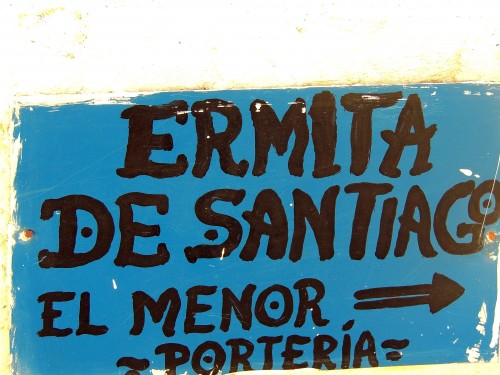 ERMITA
DE SANTIAGO
EL MENOR →
≈PORTERÍA≈